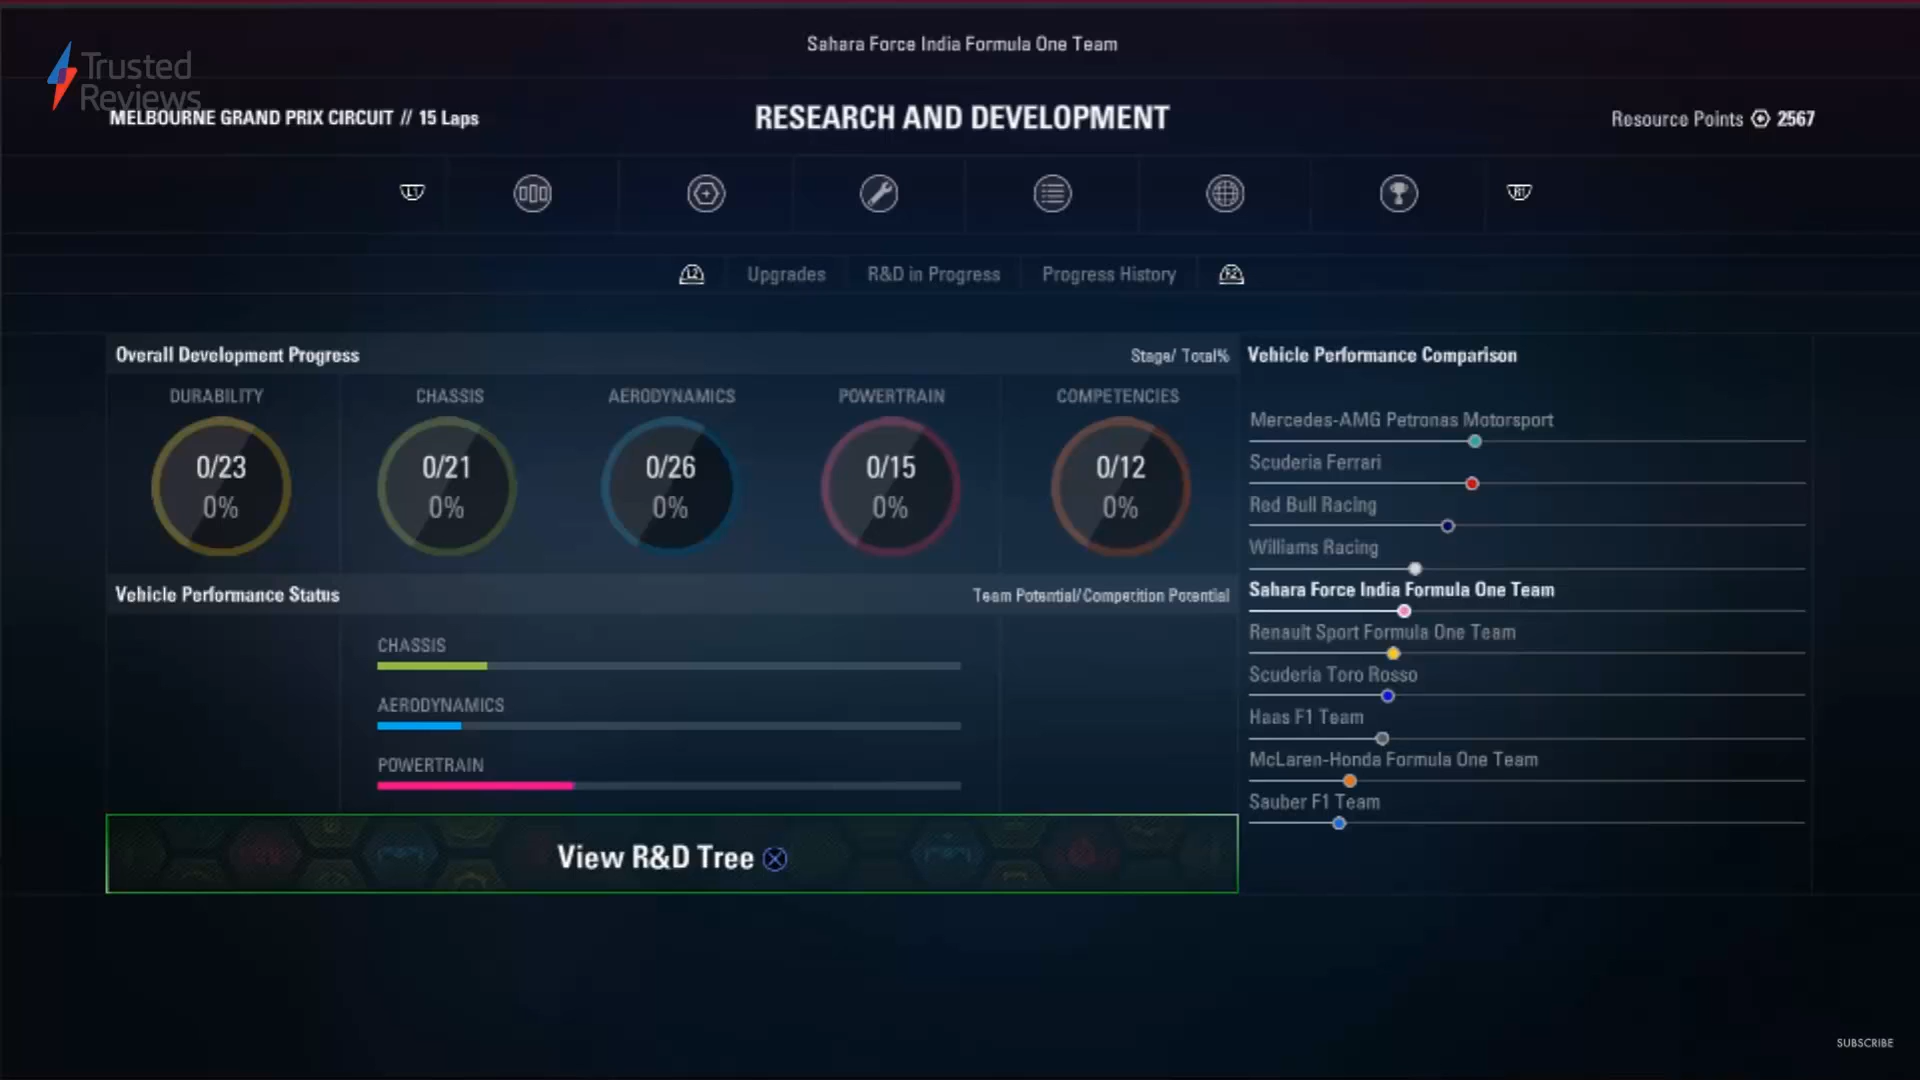 Sahara Force India Formula One Team
Trusted
Reviews
MELBOURNE GRAND PRIX CIRCUIT // 15 Laps
RESEARCH AND DEVELOPMENT
Resource Points 2567
L1
R1
L2 Upgrades R&D in Progress Progress History R2
Overall Development Progress Stage/ Total%
DURABILITY CHASSIS AERODYNAMICS POWERTRAIN COMPETENCIES
0/23 0/21 0/26 0/15 0/12
0% 0% 0% 0% 0%
Vehicle Performance Status Team Potential/Competition Potential
CHASSIS
AERODYNAMICS
POWERTRAIN
View R&D Tree
Vehicle Performance Comparison
Mercedes-AMG Petronas Motorsport
Scuderia Ferrari
Red Bull Racing
Williams Racing
Sahara Force India Formula One Team
Renault Sport Formula One Team
Scuderia Toro Rosso
Haas F1 Team
McLaren-Honda Formula One Team
Sauber F1 Team
SUBSCRIBE